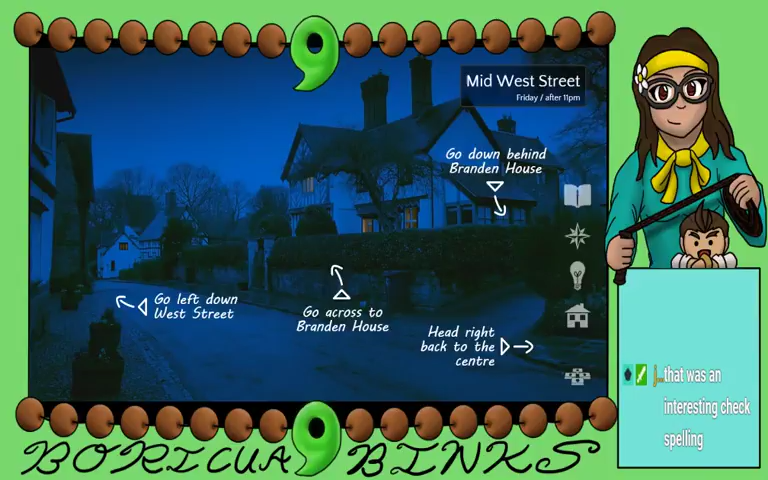 Mid West Street
Friday / after 11pm
Go down behind
Branden House
Go left down
West Street
Go across to
Branden House
Head right
back to the
centre
j...that was an
interesting check
spelling
BORICUA BINKS